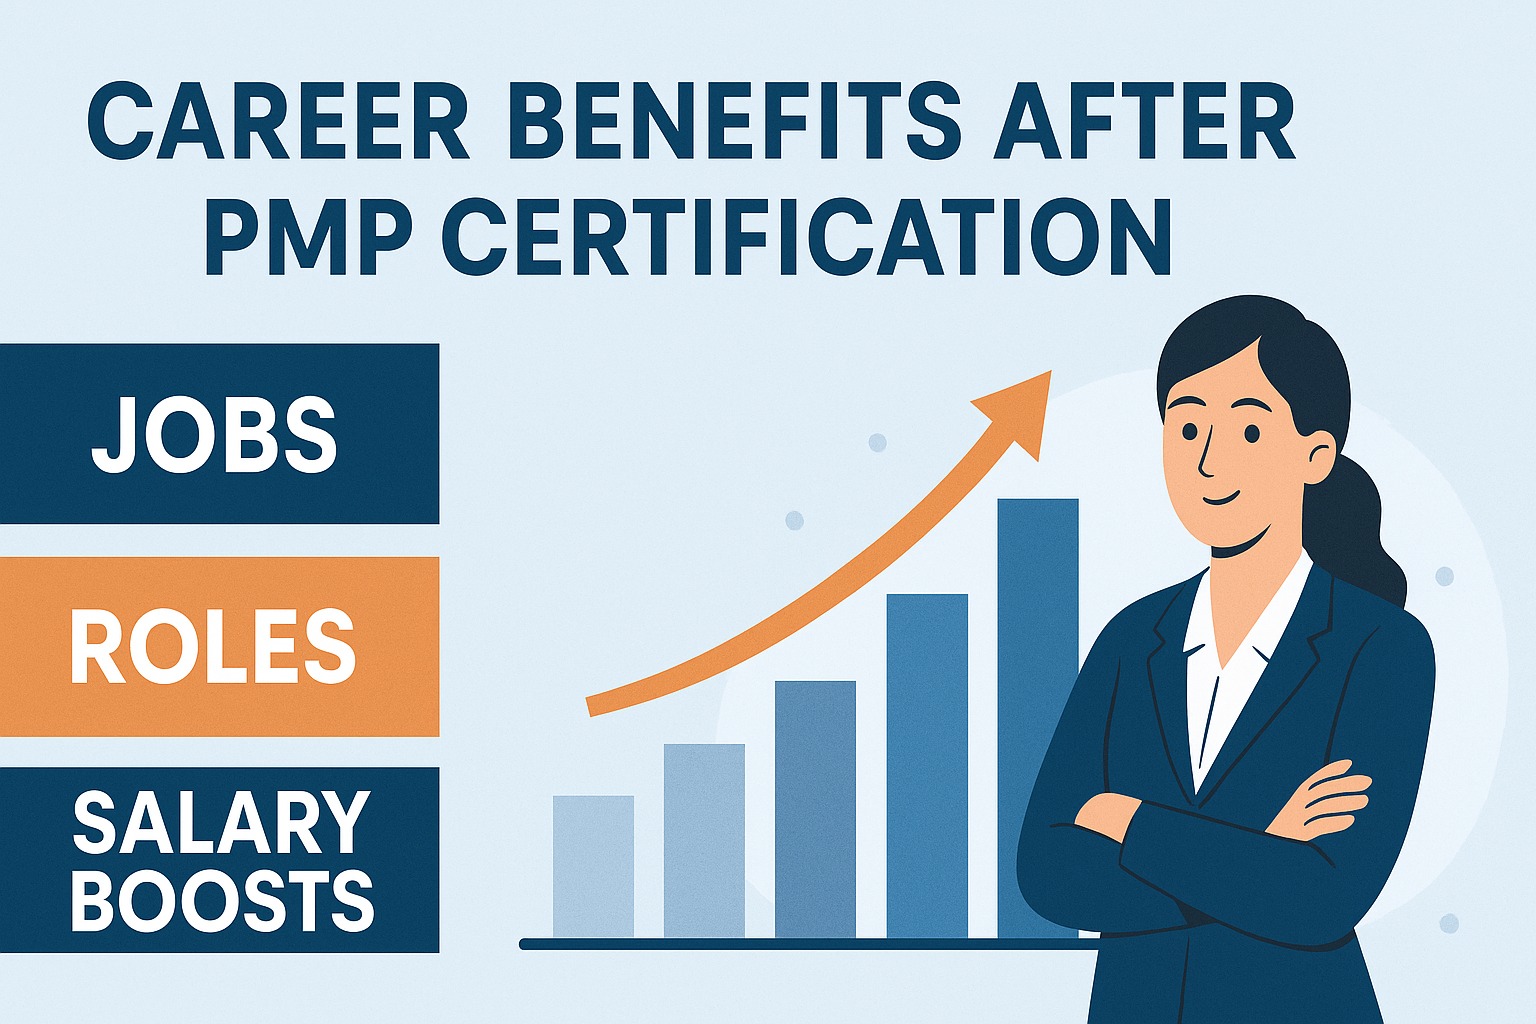 CAREER BENEFITS AFTER
PMP CERTIFICATION
JOBS
ROLES
SALARY
BOOSTS